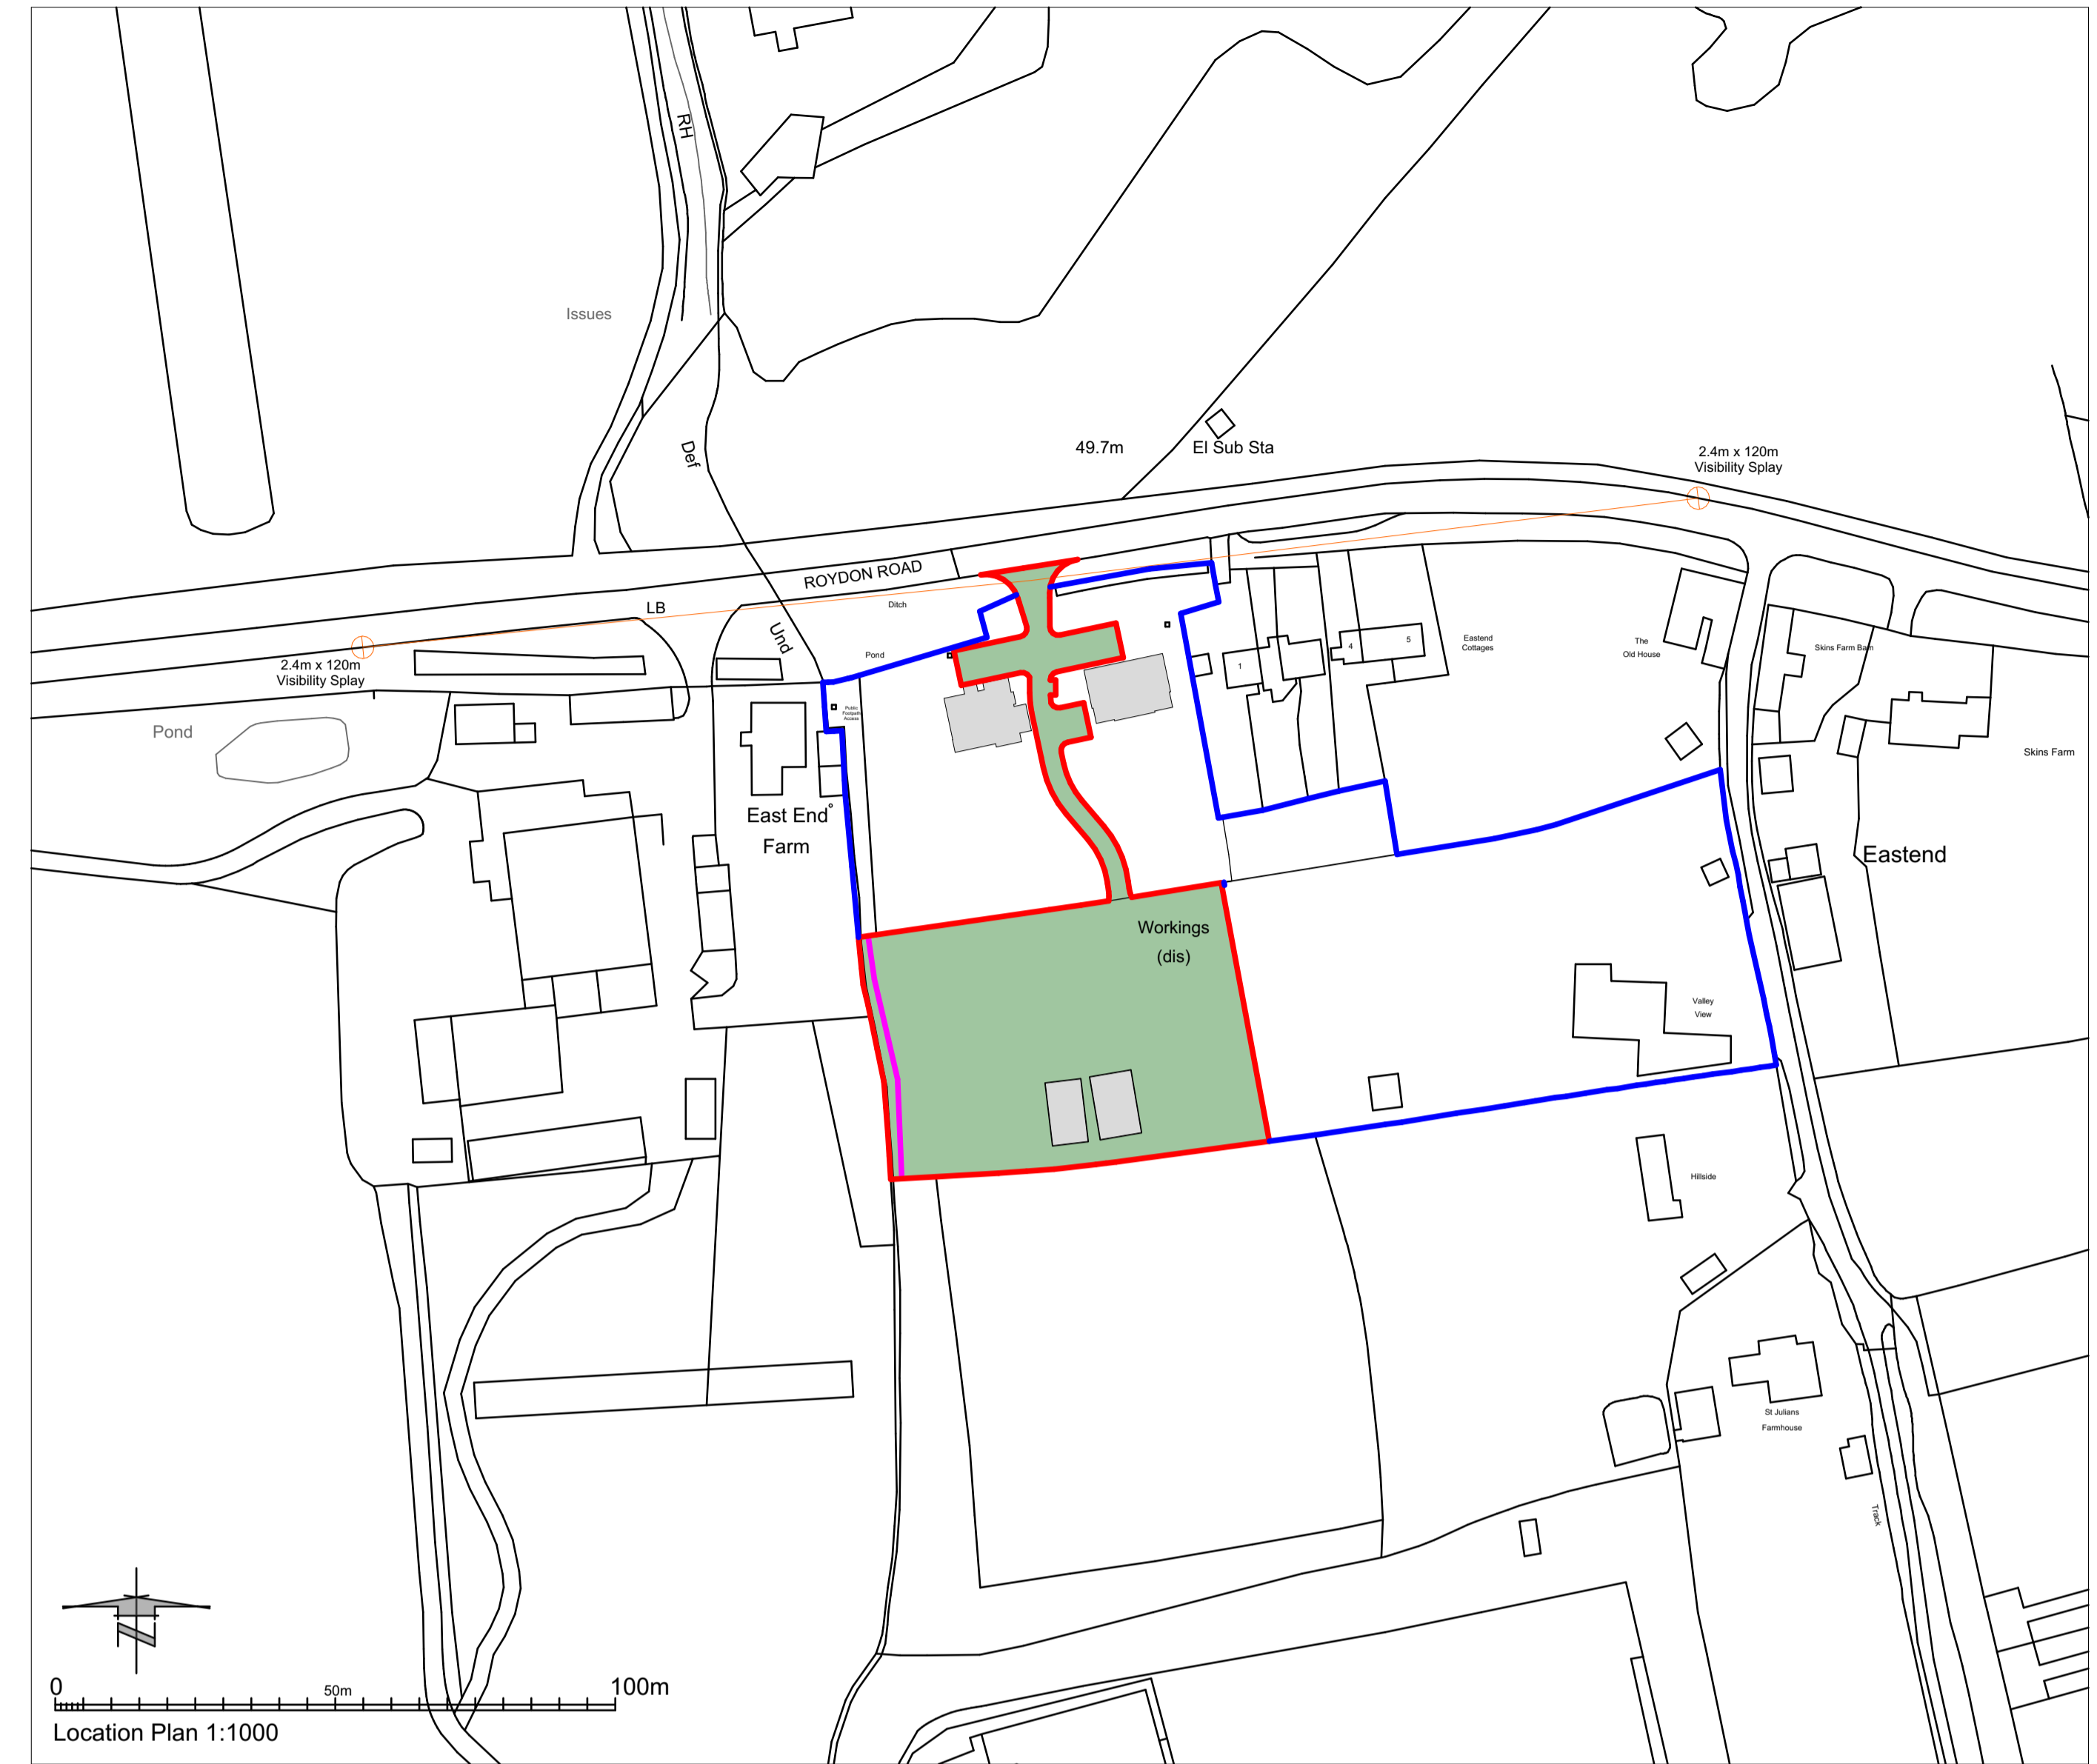 RH
Issues
Def
49.7m
El Sub Sta
2.4m x 120m
Visibility Splay
ROYDON ROAD
LB
Ditch
Und
2.4m x 120m
Visibility Splay
Pond
Pond
Public
Footpath
Access
1
4
5
Eastend
Cottages
The
Old House
Skins Farm Barn
Skins Farm
East End
Farm
Eastend
Workings
(dis)
Valley
View
Hillside
St Julians
Farmhouse
Track
N
0
50m
100m
Location Plan 1:1000